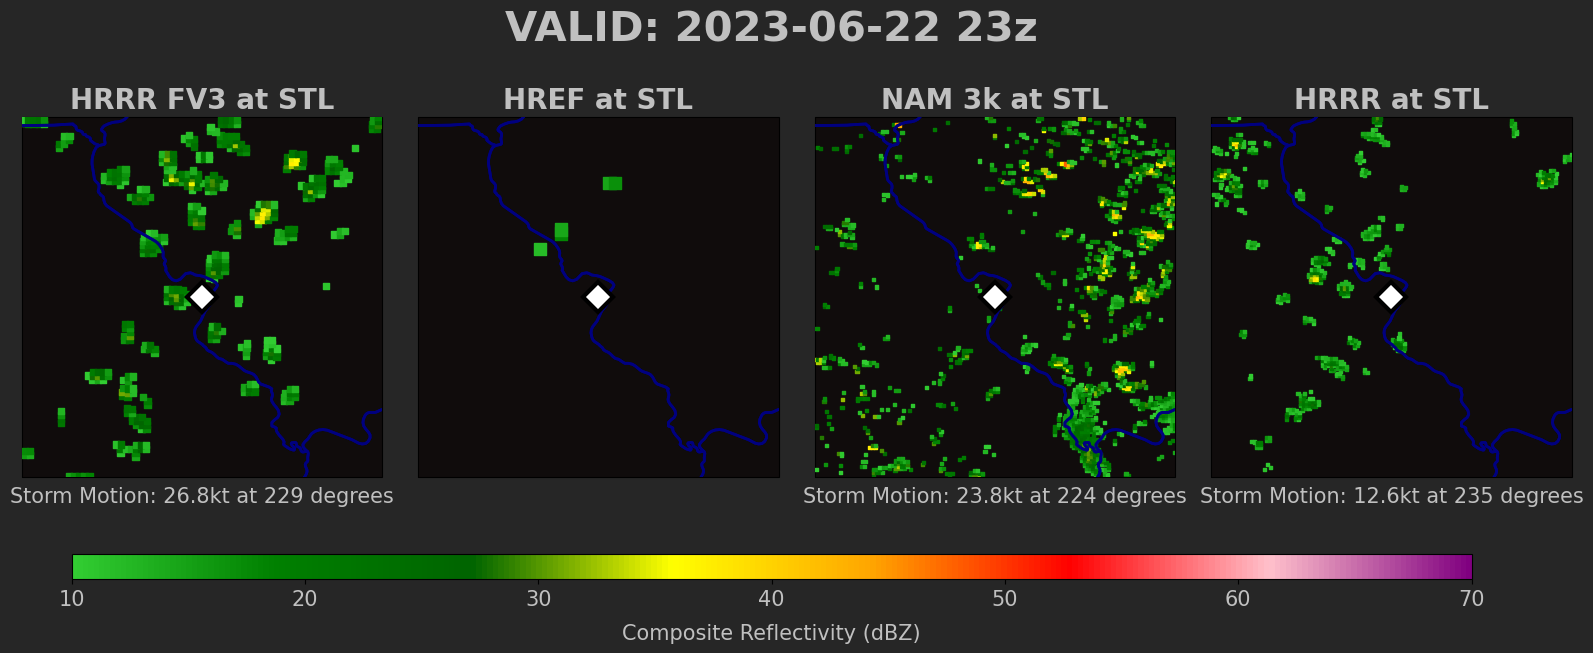 VALID: 2023-06-22 23z
HRRR FV3 at STL
HREF at STL
NAM 3k at STL
HRRR at STL
Storm Motion: 26.8kt at 229 degrees
Storm Motion: 23.8kt at 224 degrees
Storm Motion: 12.6kt at 235 degrees
10 20 30 40 50 60 70
Composite Reflectivity (dBZ)